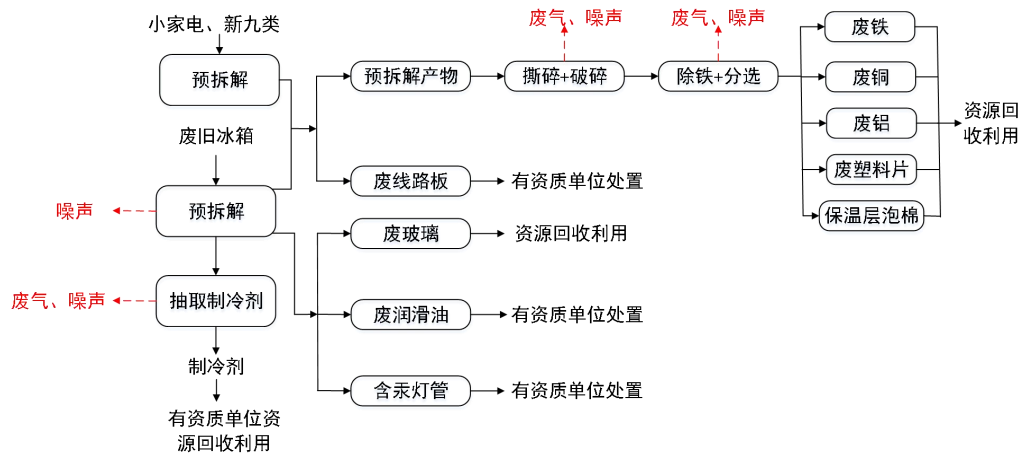 小家电、新九类
废气、噪声
废气、噪声
废铁
预拆解
预拆解产物
撕碎+破碎
除铁+分选
废铜
资源回
收利用
废铝
废旧冰箱
废塑料片
废线路板
有资质单位处置
噪声
预拆解
保温层泡棉
废玻璃
资源回收利用
废气、噪声
抽取制冷剂
废润滑油
有资质单位处置
制冷剂
含汞灯管
有资质单位处置
有资质单位资
源回收利用